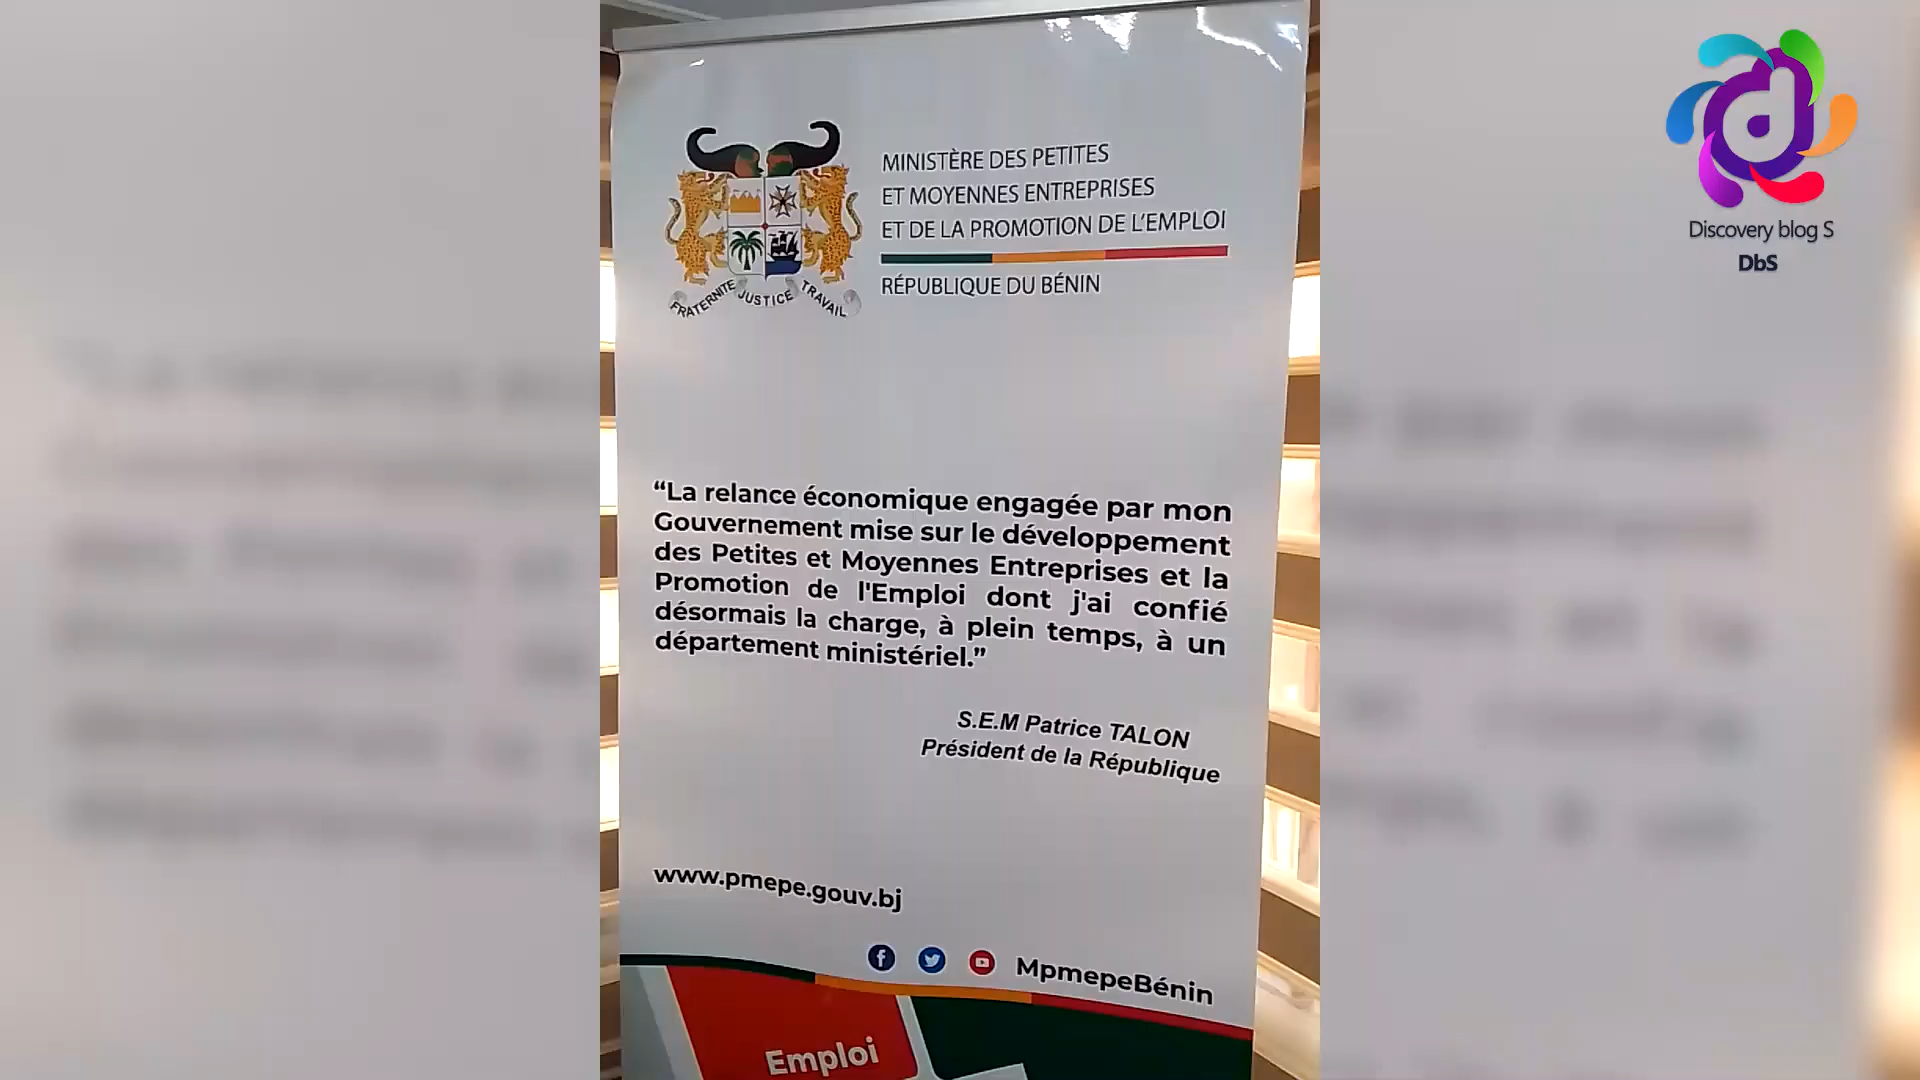 MINISTÈRE DES PETITES
ET MOYENNES ENTREPRISES
ET DE LA PROMOTION DE L'EMPLOI
RÉPUBLIQUE DU BÉNIN
FRATERNITE JUSTICE TRAVAIL
“La relance économique engagée par mon
Gouvernement mise sur le développement
des Petites et Moyennes Entreprises et la
Promotion de l'Emploi dont j'ai confié
désormais la charge, à plein temps, à un
département ministériel.”
S.E.M Patrice TALON
Président de la République
www.pmepe.gouv.bj
MpmepeBénin
Emploi
Discovery blog S
DbS